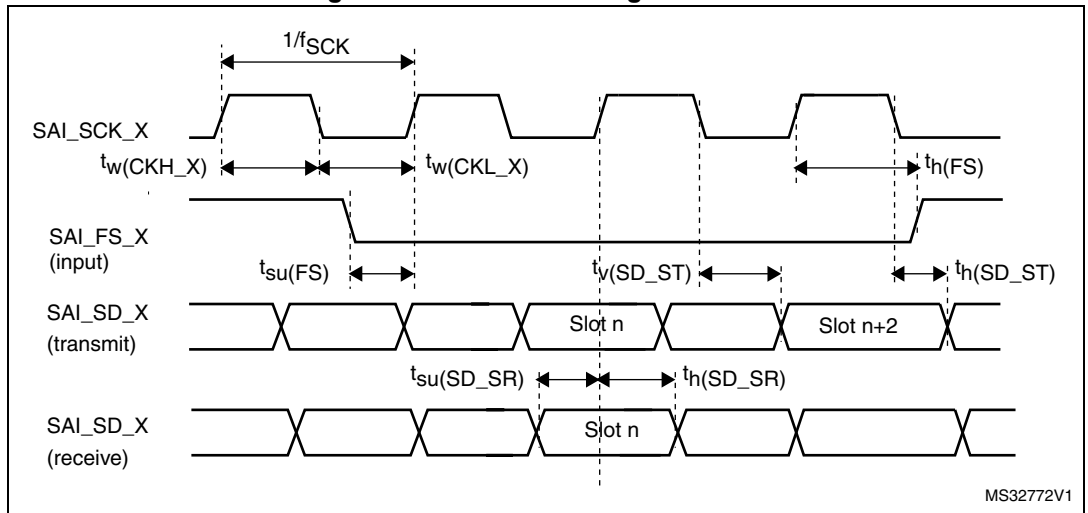 1/fSCK
SAI_SCK_X
tw(CKH_X)
tw(CKL_X)
th(FS)
SAI_FS_X
(input)
tsu(FS)
tv(SD_ST)
th(SD_ST)
SAI_SD_X
(transmit)
Slot n
Slot n+2
tsu(SD_SR)
th(SD_SR)
SAI_SD_X
(receive)
Slot n
MS32772V1